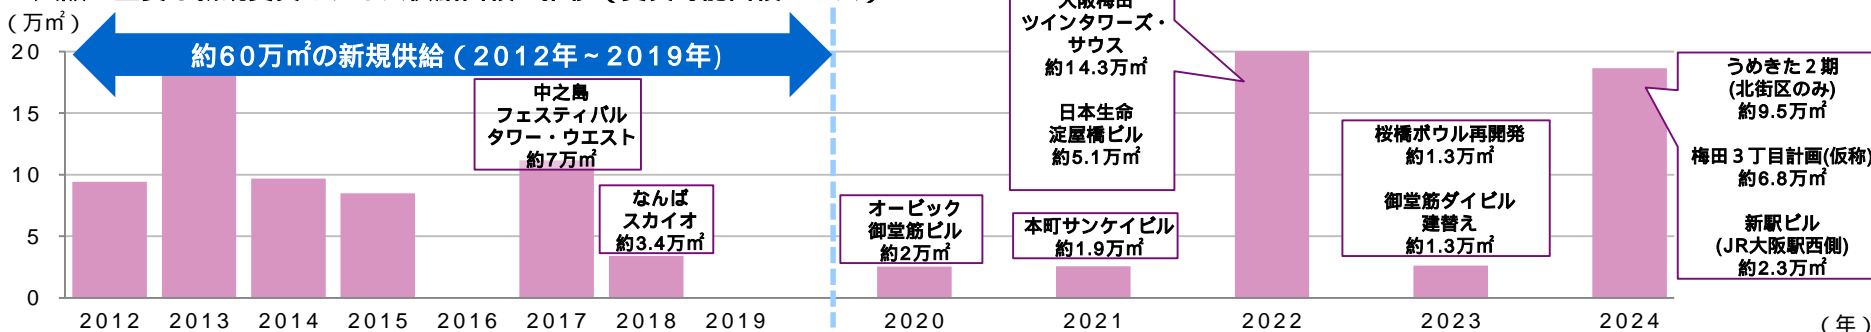 (万㎡)
20
15
10
5
0
約60万㎡の新規供給（2012年~2019年)
中之島
フェスティバル
タワー・ウエスト
約7万㎡
なんば
スカイオ
約3.4万㎡
オービック
御堂筋ビル
約2万㎡
本町サンケイビル
約1.9万㎡
大阪梅田
ツインタワーズ・
サウス
約14.3万㎡
日本生命
淀屋橋ビル
約5.1万㎡
桜橋ボウル再開発
約1.3万㎡
御堂筋ダイビル
建替え
約1.3万㎡
うめきた２期
(北街区のみ)
約9.5万㎡
梅田３丁目計画(仮称)
約6.8万㎡
新駅ビル
(JR大阪駅西側)
約2.3万㎡
2012 2013 2014 2015 2016 2017 2018 2019 2020 2021 2022 2023 2024 (年)